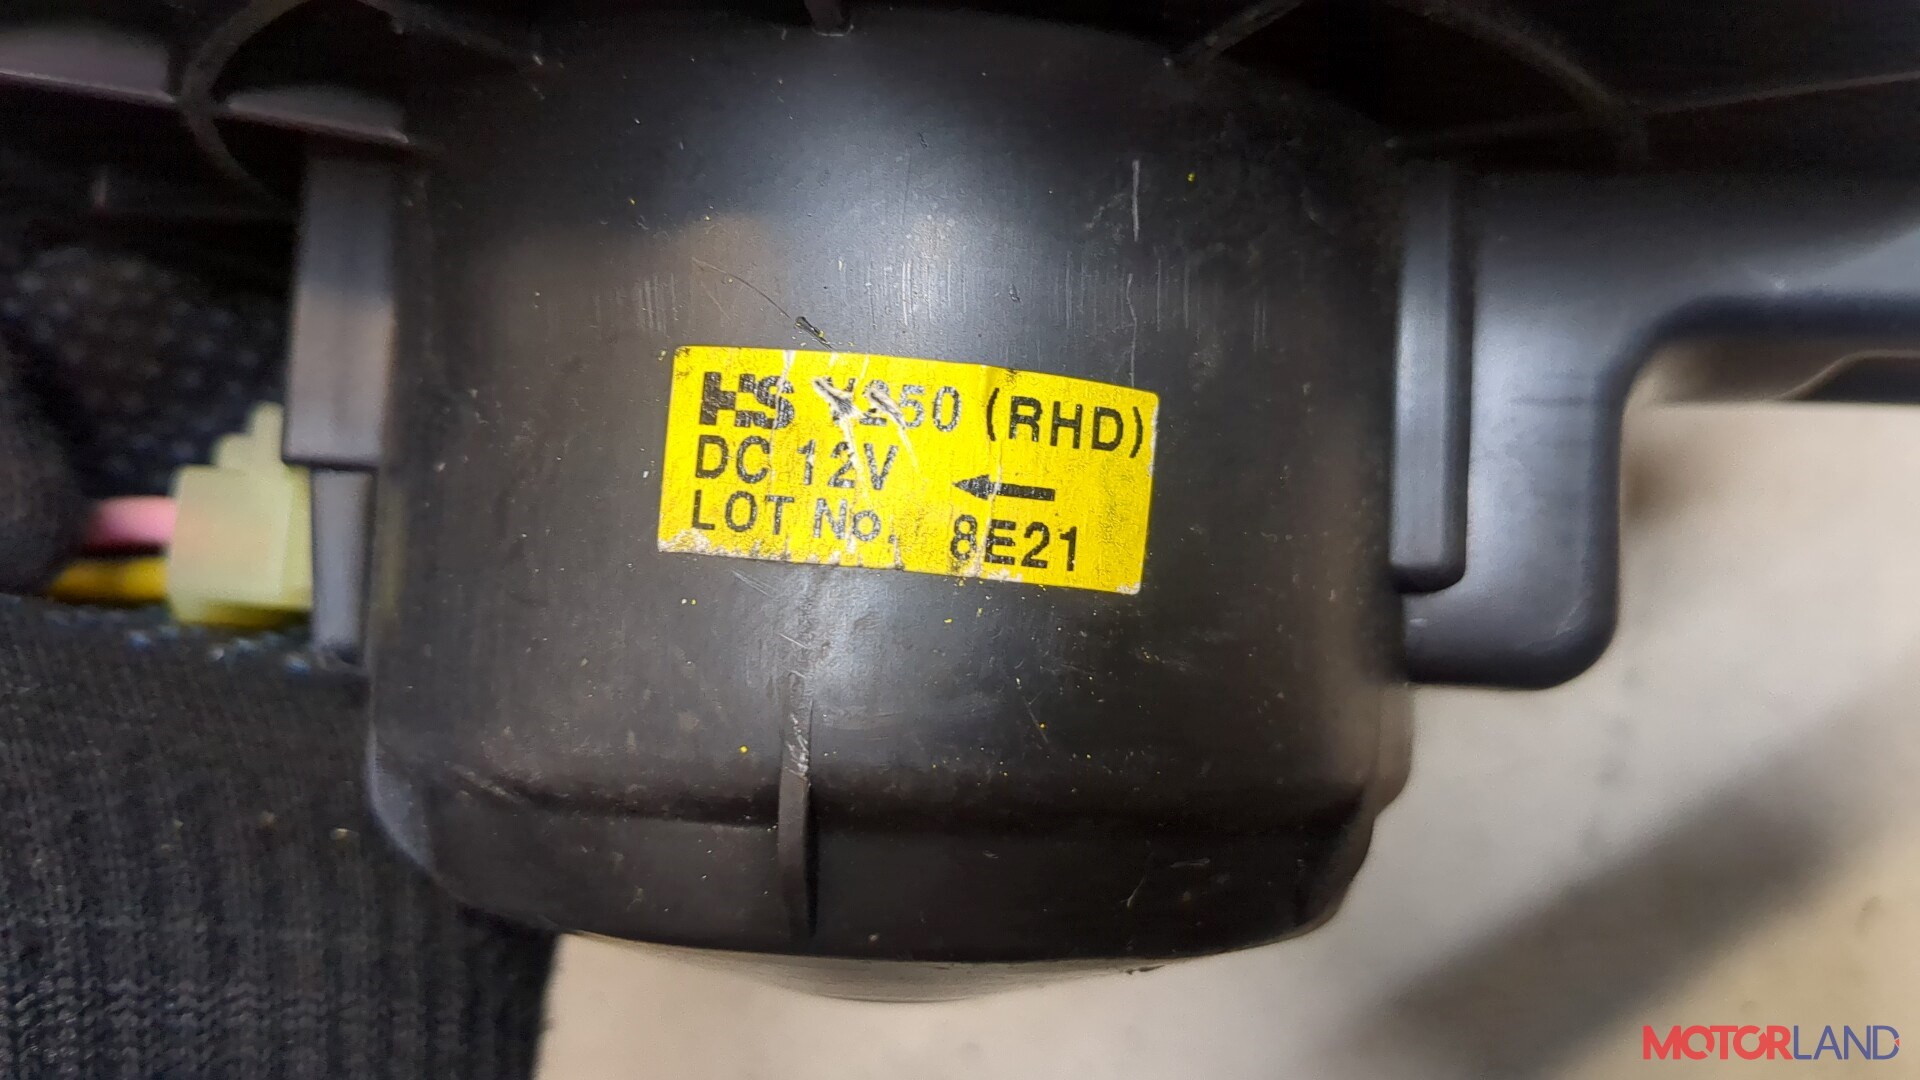 HS Y250 (RHD)
DC 12V ←
LOT No. 8E21
MOTORLAND